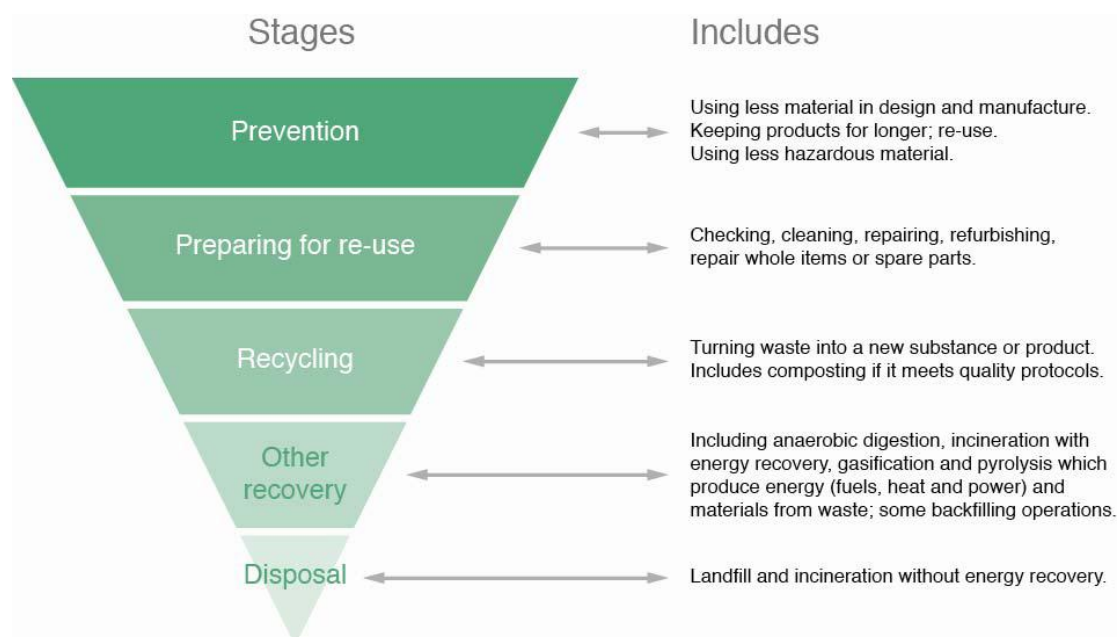 Stages
Includes
Prevention
Using less material in design and manufacture.
Keeping products for longer; re-use.
Using less hazardous material.
Preparing for re-use
Checking, cleaning, repairing, refurbishing,
repair whole items or spare parts.
Recycling
Turning waste into a new substance or product.
Includes composting if it meets quality protocols.
Other
recovery
Including anaerobic digestion, incineration with
energy recovery, gasification and pyrolysis which
produce energy (fuels, heat and power) and
materials from waste; some backfilling operations.
Disposal
Landfill and incineration without energy recovery.